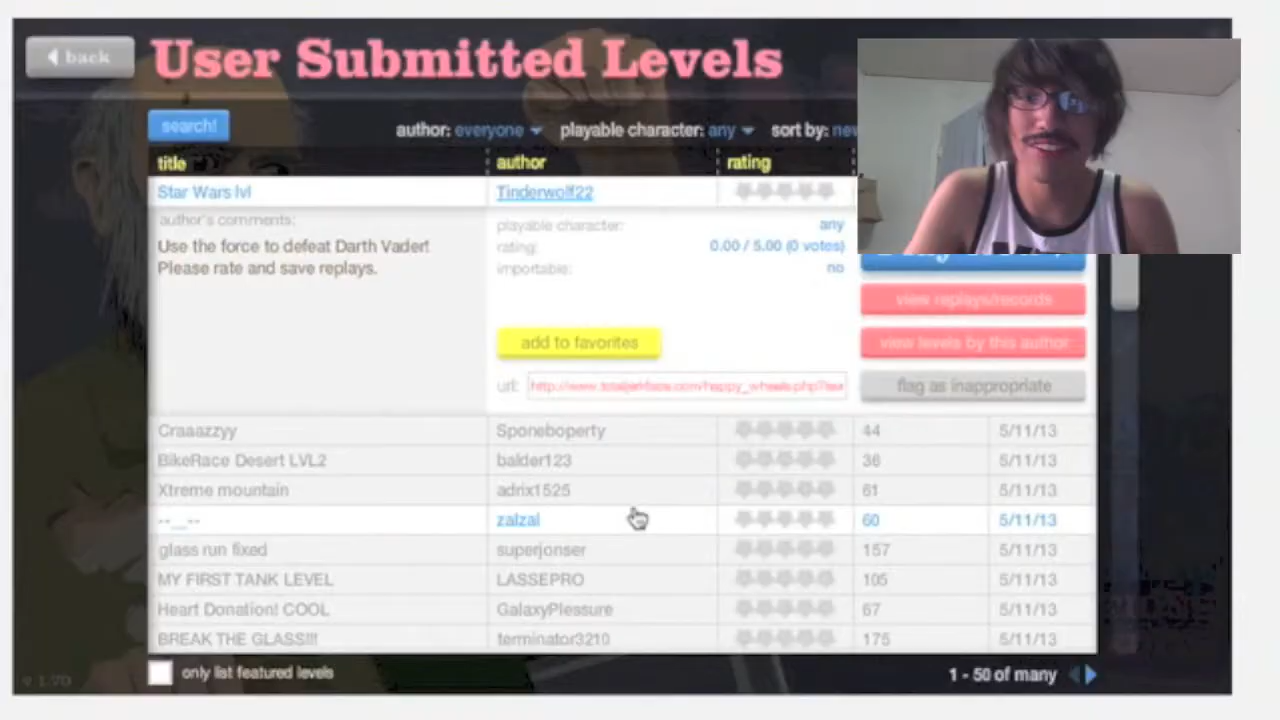 back
User Submitted Levels
search!
author: everyone playable character: any sort by:
title author rating
Star Wars lvl Tinderwolf22
author's comments:
Use the force to defeat Darth Vader!
Please rate and save replays.
playable character: any
rating: 0.00 / 5.00 (0 votes)
importable: no
view replays/records
add to favorites
view levels by this author
url:
flag as inappropriate
Craaazzyy Sponeboperty 44 5/11/13
BikeRace Desert LVL2 balder123 36 5/11/13
Xtreme mountain adrix1525 61 5/11/13
--__-- zalzal 60 5/11/13
glass run fixed superjonser 157 5/11/13
MY FIRST TANK LEVEL LASSEPRO 105 5/11/13
Heart Donation! COOL GalaxyPlessure 67 5/11/13
BREAK THE GLASS!!! terminator3210 175 5/11/13
only list featured levels
1 - 50 of many
v 1.70